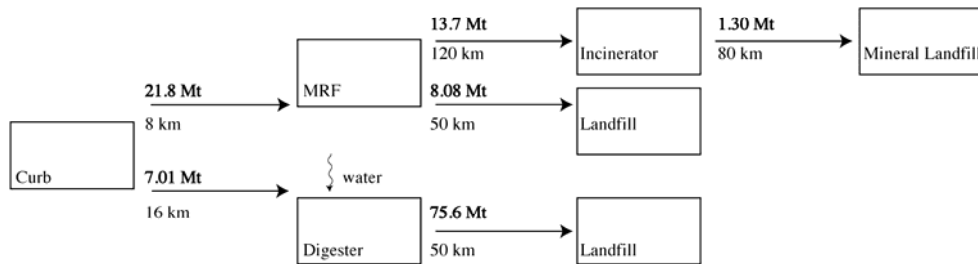 13.7 Mt
120 km
Incinerator
1.30 Mt
80 km
Mineral Landfill
21.8 Mt
8 km
MRF
8.08 Mt
50 km
Landfill
Curb
7.01 Mt
16 km
water
Digester
75.6 Mt
50 km
Landfill